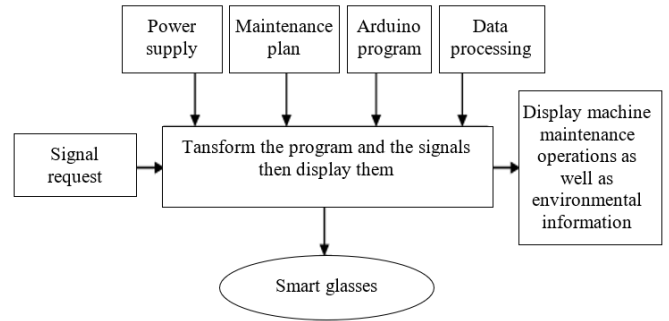 Power
supply
Maintenance
plan
Arduino
program
Data
processing
Signal
request
Tansform the program and the signals
then display them
Display machine
maintenance
operations as
well as
environmental
information
Smart glasses